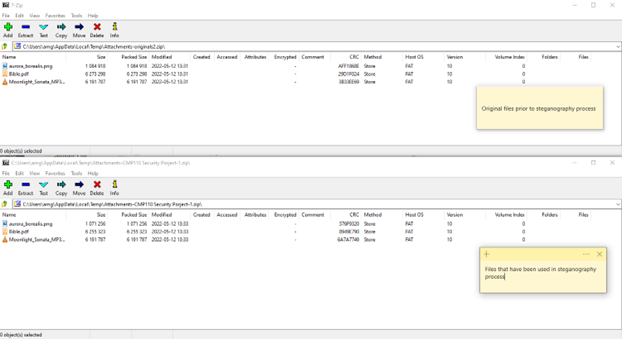 7-Zip
File Edit View Favorites Tools Help
Add Extract Test Copy Move Delete Info
C:\Users\amg\AppData\Local\Temp\Attachments-originals2.zip\
Name Size Packed Size Modified Created Accessed Attributes Encrypted Comment CRC Method Host OS Version Volume Index Folders Files
aurora_borealis.png 1 084 918 1 084 918 2022-05-12 10:31 - Store FAT 10 0
Bible.pdf 6 273 298 6 273 298 2022-05-12 10:31 - Store FAT 10 0
Moonlight_Sonata_MP3... 6 191 787 6 191 787 2022-05-12 10:31 - Store FAT 10 0
Original files prior to steganography process
0 object(s) selected
C:\Users\amg\AppData\Local\Temp\Attachments-CMP110 Security Porject-1.zip\
File Edit View Favorites Tools Help
Add Extract Test Copy Move Delete Info
C:\Users\amg\AppData\Local\Temp\Attachments-CMP110 Security Porject-1.zip\
Name Size Packed Size Modified Created Accessed Attributes Encrypted Comment CRC Method Host OS Version Volume Index Folders Files
aurora_borealis.png 1 071 256 1 071 256 2022-05-12 10:33 - Store FAT 10 0
Bible.pdf 6 255 323 6 255 323 2022-05-12 10:33 - Store FAT 10 0
Moonlight_Sonata_MP3... 6 191 787 6 191 787 2022-05-12 10:33 - 6A7A7740 Store FAT 10 0
Files that have been used in steganography
process
0 object(s) selected